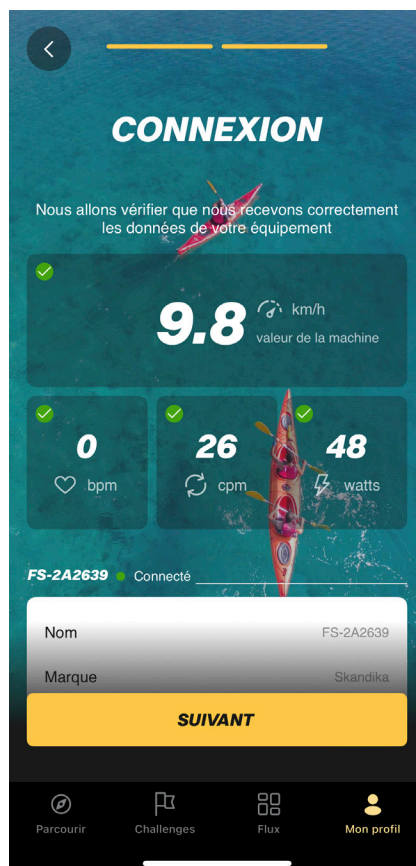 CONNEXION
Nous allons vérifier que nous recevons correctement
les données de votre équipement
9.8
km/h
valeur de la machine
0
bpm
26
cpm
48
watts
FS-2A2639 Connecté
Nom FS-2A2639
Marque Skandika
SUIVANT
Parcourir Challenges Flux Mon profil